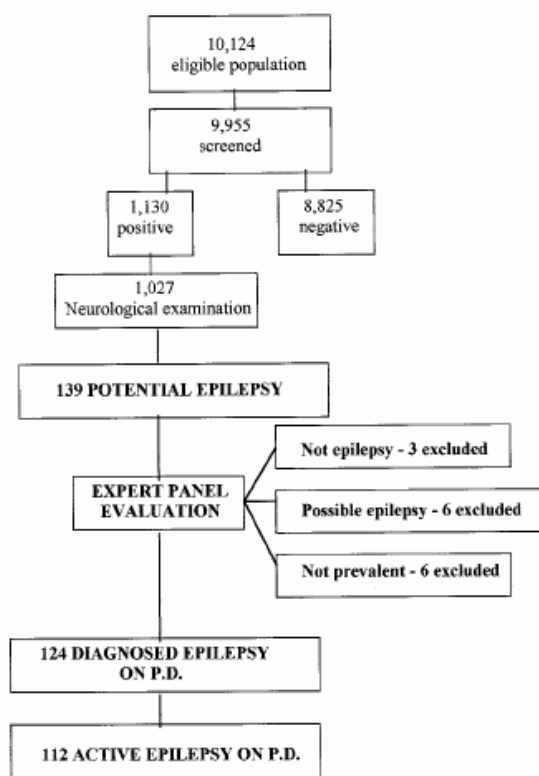 10,124
eligible population
9,955
screened
1,130
positive
8,825
negative
1,027
Neurological examination
139 POTENTIAL EPILEPSY
Not epilepsy - 3 excluded
EXPERT PANEL
EVALUATION
Possible epilepsy - 6 excluded
Not prevalent - 6 excluded
124 DIAGNOSED EPILEPSY
ON P.D.
112 ACTIVE EPILEPSY ON P.D.